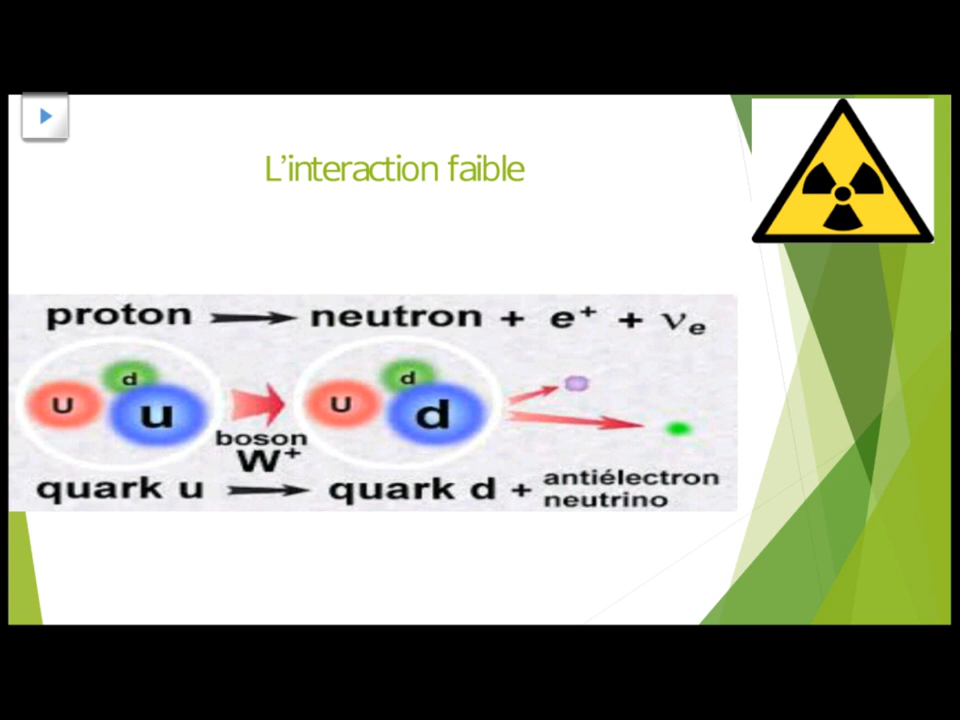 L'interaction faible
proton → neutron + e⁺ + νₑ
U d u
U d d
boson
W⁺
quark u → quark d + antiélectron
neutrino